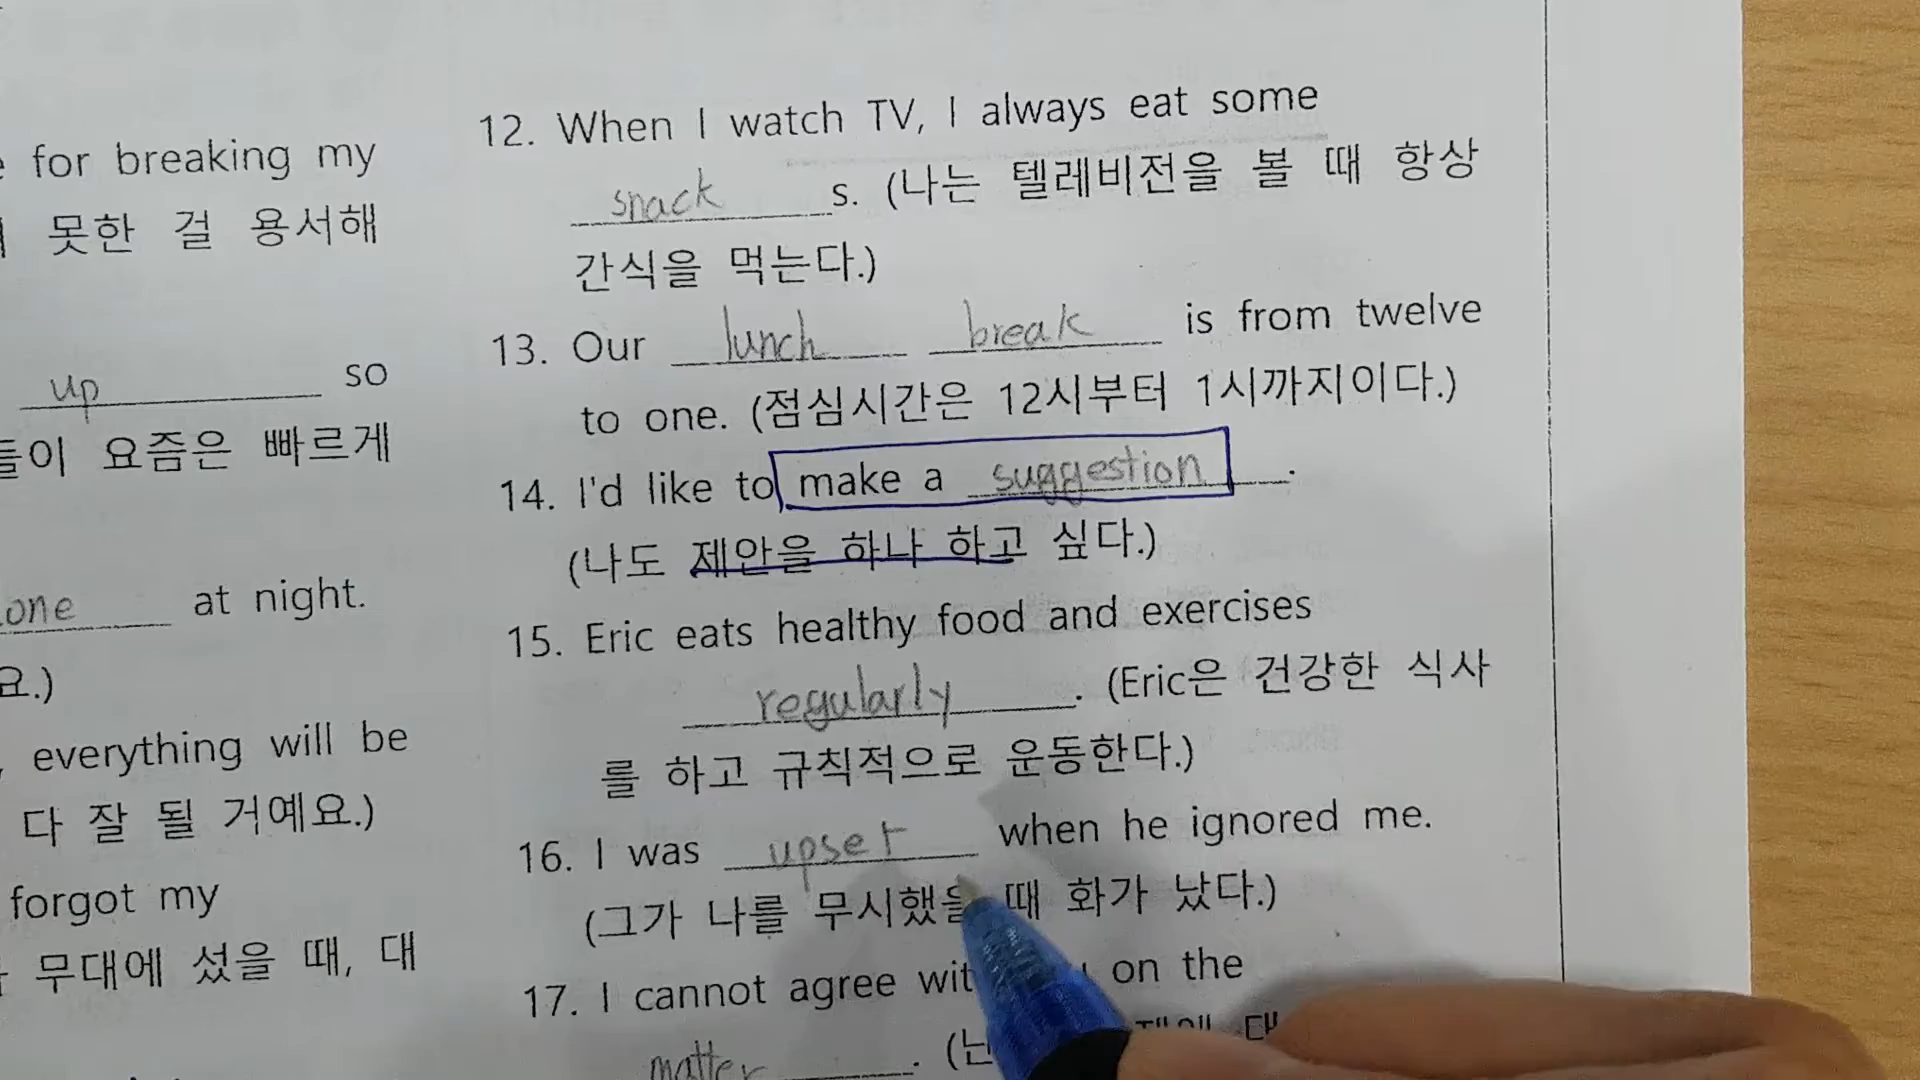 for breaking my
못한 걸 용서해
up so
들이 요즘은 빠르게
one at night.
요.)
everything will be
다 잘 될 거예요.)
forgot my
무대에 섰을 때, 대
12. When I watch TV, I always eat some
snack s. (나는 텔레비전을 볼 때 항상
간식을 먹는다.)
13. Our lunch break is from twelve
to one. (점심시간은 12시부터 1시까지이다.)
14. I'd like to make a suggestion .
(나도 제안을 하나 하고 싶다.)
15. Eric eats healthy food and exercises
regularly . (Eric은 건강한 식사
를 하고 규칙적으로 운동한다.)
16. I was upset when he ignored me.
(그가 나를 무시했을 때 화가 났다.)
17. I cannot agree on the
matter . (난